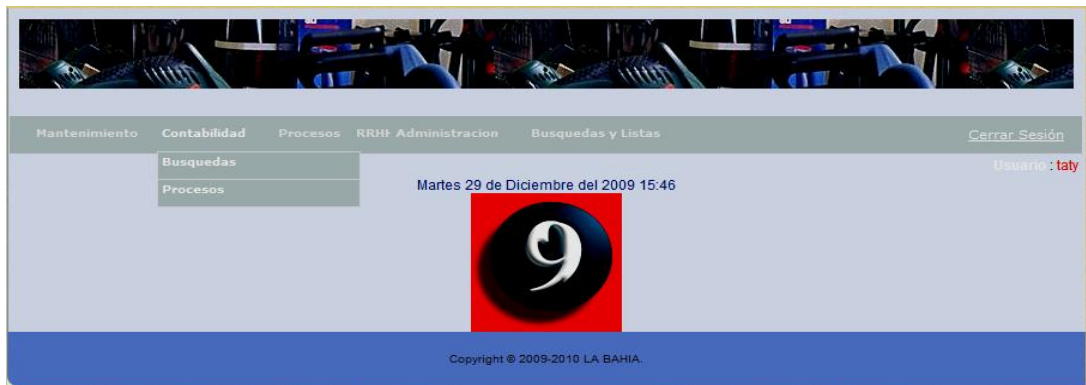 Mantenimiento Contabilidad Procesos RRHH Administracion Busquedas y Listas Cerrar Sesión
Busquedas
Usuario : taty
Procesos
Martes 29 de Diciembre del 2009 15:46
9
Copyright © 2009-2010 LA BAHIA.